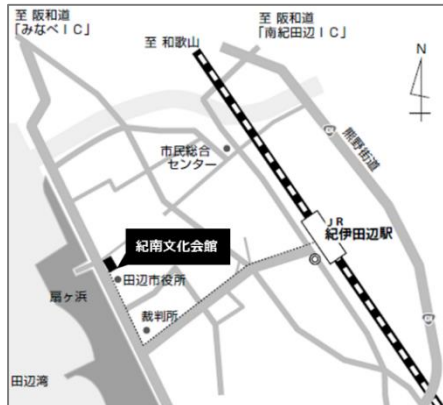 至 阪和道
「みなべＩＣ」
至 和歌山
至 阪和道
「南紀田辺ＩＣ」
N
熊野街道
市民総合
センター
ＪＲ
紀伊田辺駅
紀南文化会館
田辺市役所
扇ヶ浜
裁判所
田辺湾